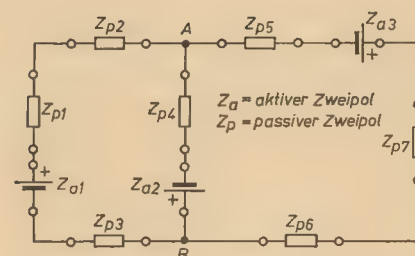 Zp2
A
Zp5
Za3
+
Zp1
Zp4
Za = aktiver Zweipol
Zp = passiver Zweipol
Zp7
+
Za1
Za2
+
Zp3
B
Zp6